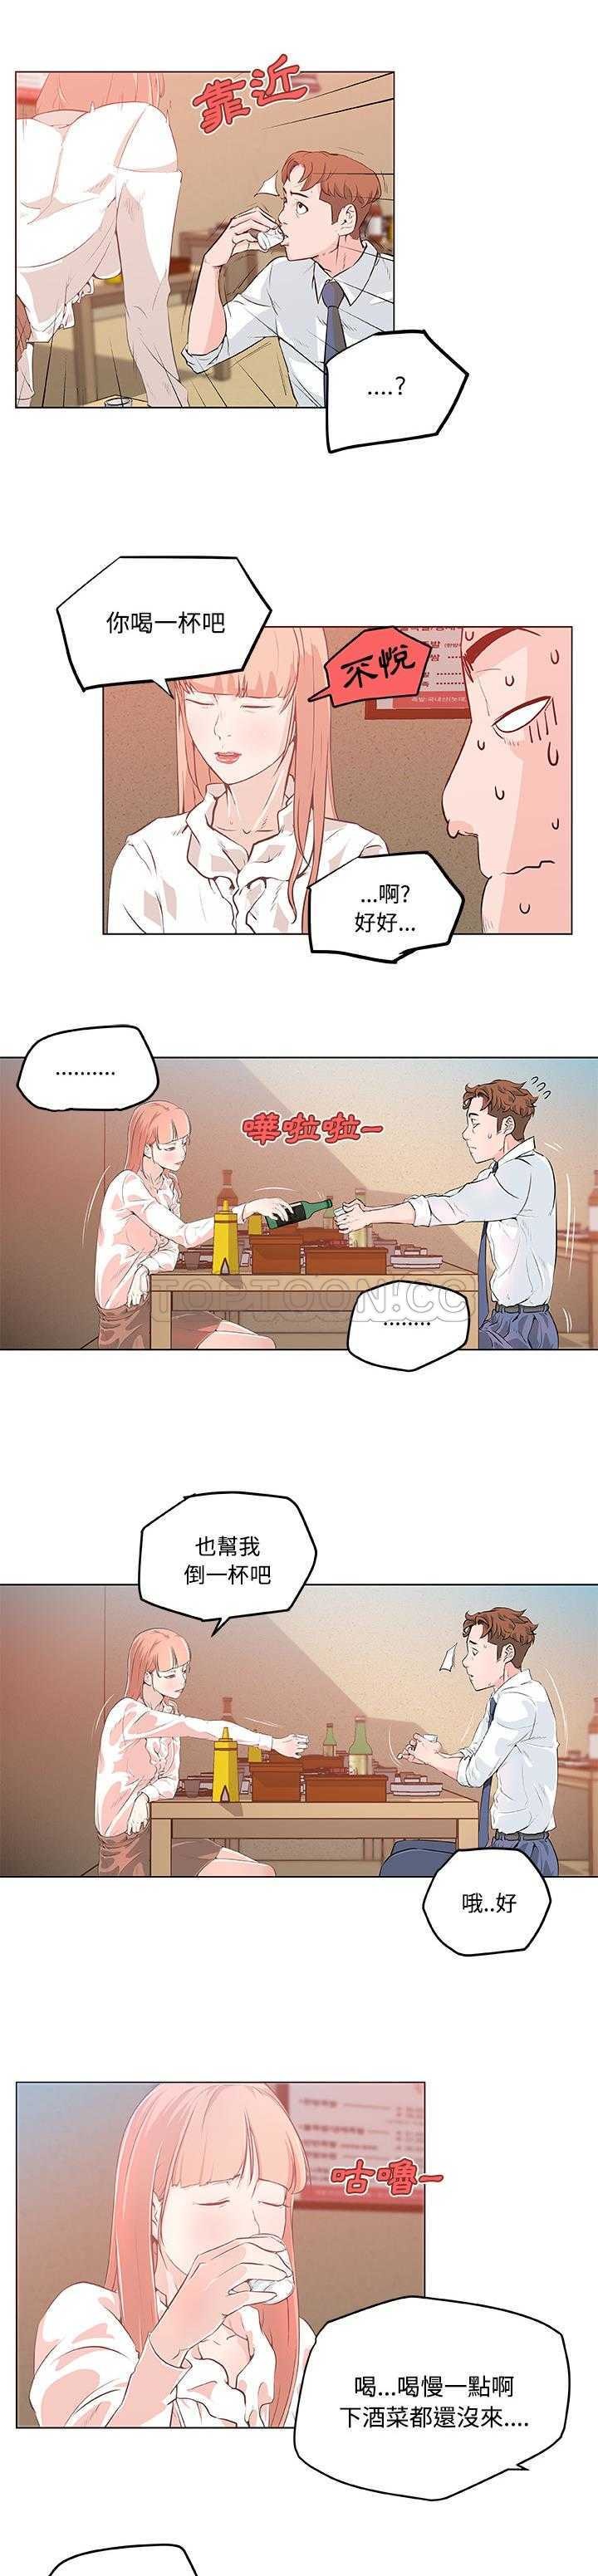 靠近
....?
你喝一杯吧
不悅
...啊?
好好...
..........
嘩啦啦-
TOPTOON!CC
........
也幫我
倒一杯吧
哦..好
咕嚕-
喝...喝慢一點啊
下酒菜都還沒來....